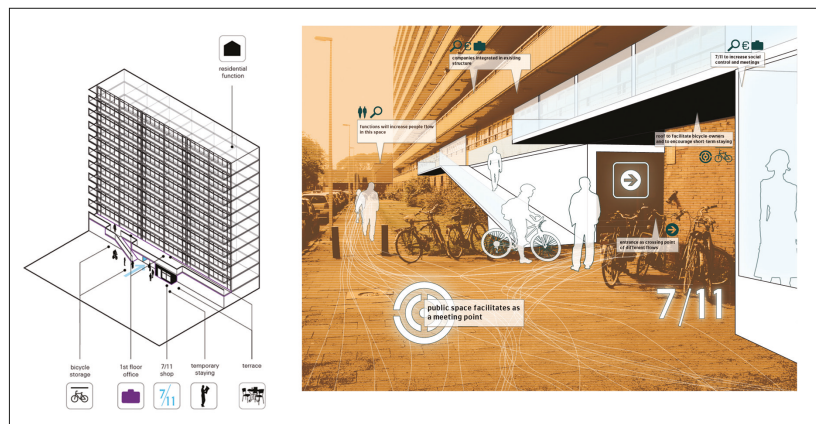 residential
function
bicycle
storage
1st floor
office
7/11
shop
temporary
staying
terrace
7/11
€
companies integrated in existing
structure
€
7/11 to increase social
control and meetings
functions will increase people flow
in this space
roof to facilitate bicycle-owners
and to encourage short-term staying
entrance as crossing point
of different flows
public space facilitates as
a meeting point
7/11